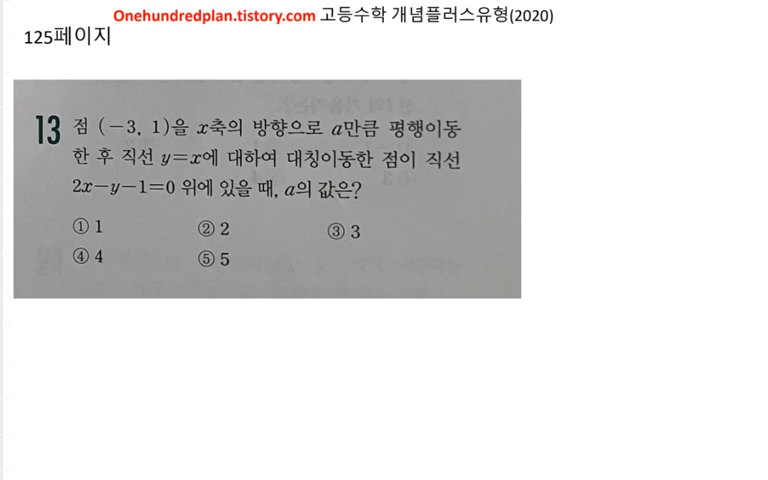 Onehundredplan.tistory.com 고등수학 개념플러스유형(2020)
125페이지
13 점 (-3, 1)을 x축의 방향으로 a만큼 평행이동
한 후 직선 y=x에 대하여 대칭이동한 점이 직선
2x-y-1=0 위에 있을 때, a의 값은?
① 1 ② 2 ③ 3
④ 4 ⑤ 5